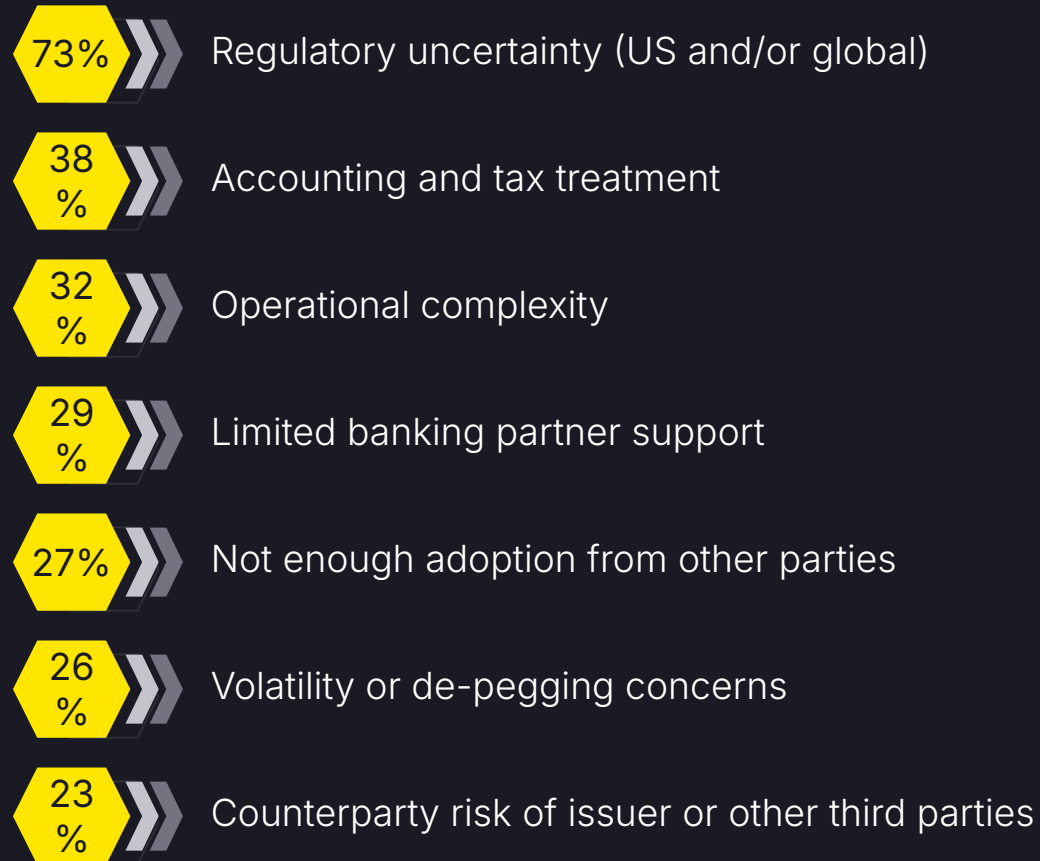 73% Regulatory uncertainty (US and/or global)
38
%
Accounting and tax treatment
32
%
Operational complexity
29
%
Limited banking partner support
27% Not enough adoption from other parties
26
%
Volatility or de-pegging concerns
23
%
Counterparty risk of issuer or other third parties